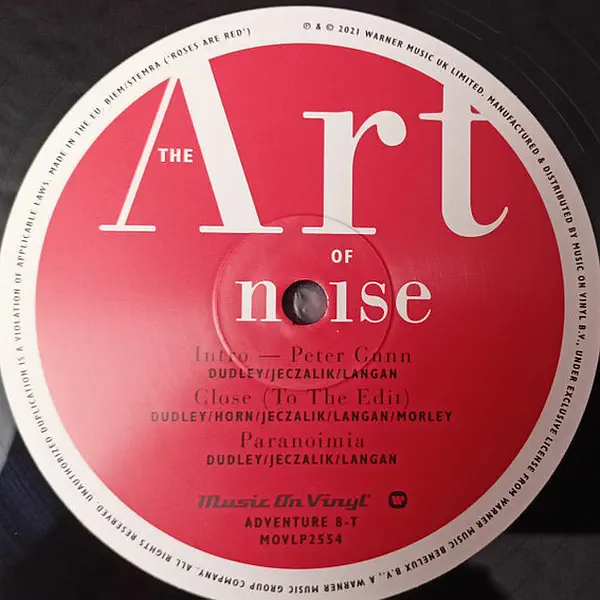 THE Art
OF
noise
Intro — Peter Gunn
DUDLEY/JECZALIK/LANGAN
Close (To The Edit)
DUDLEY/HORN/JECZALIK/LANGAN/MORLEY
Paranoimia
DUDLEY/JECZALIK/LANGAN
Music On Vinyl
ADVENTURE 8-T
MOVLP2554
℗ & © 2021 WARNER MUSIC UK LIMITED. MANUFACTURED & DISTRIBUTED BY MUSIC ON VINYL B.V., UNDER EXCLUSIVE LICENSE FROM WARNER MUSIC BENELUX B.V., A WARNER MUSIC GROUP COMPANY. ALL RIGHTS RESERVED. UNAUTHORIZED DUPLICATION IS A VIOLATION OF APPLICABLE LAWS. MADE IN THE EU. BIEM/STEMRA ('ROSES ARE RED')